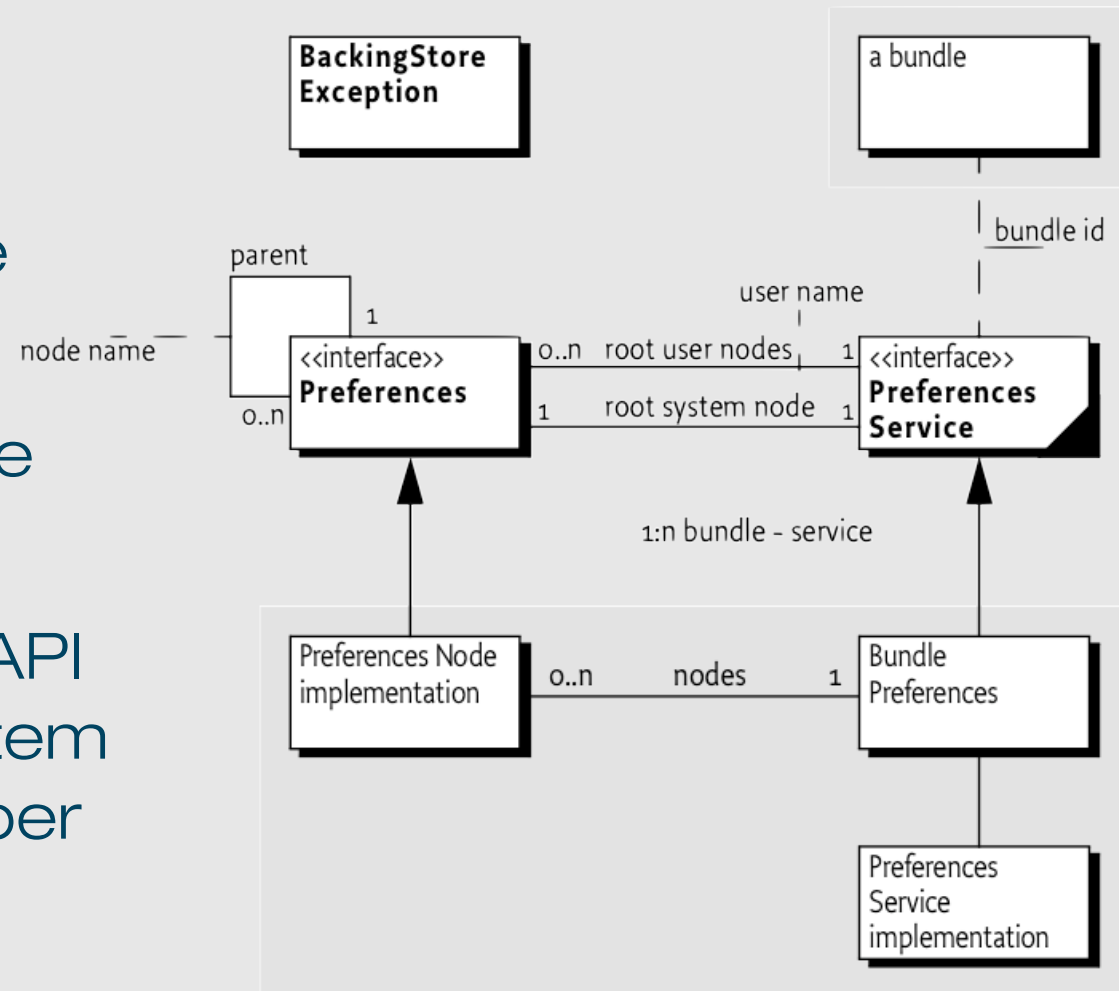 BackingStore
Exception
a bundle
bundle id
e
parent
user name
1
node name
<<interface>>
Preferences
0..n root user nodes 1
<<interface>>
Preferences
Service
0..n
1 root system node 1
e
1:n bundle - service
API
tem
per
Preferences Node
implementation
0..n nodes 1
Bundle
Preferences
Preferences
Service
implementation